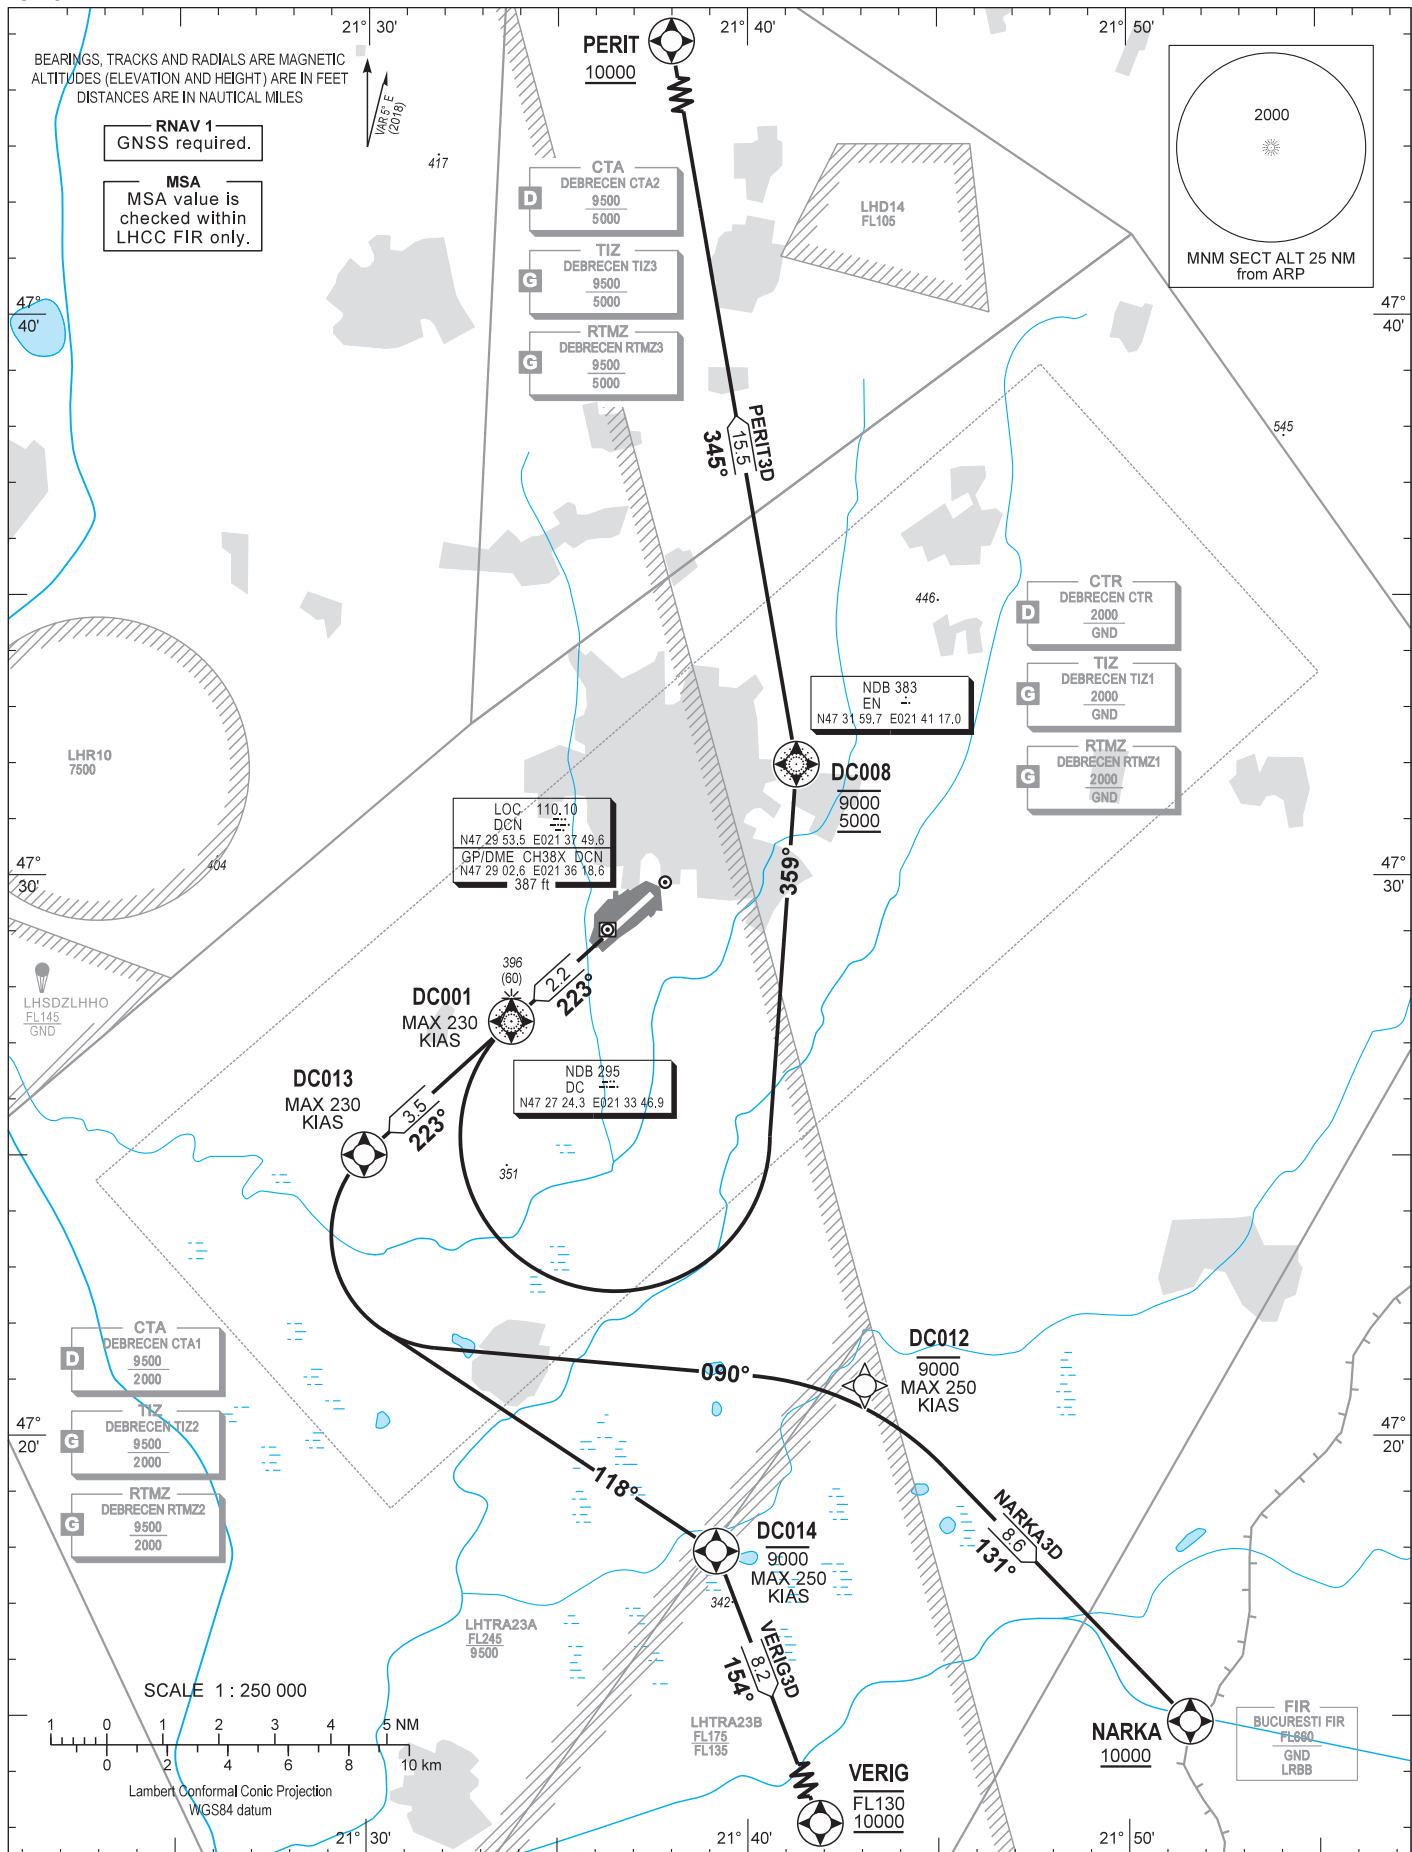 21° 30'
21° 40'
21° 50'
BEARINGS, TRACKS AND RADIALS ARE MAGNETIC
ALTITUDES (ELEVATION AND HEIGHT) ARE IN FEET
DISTANCES ARE IN NAUTICAL MILES
VAR 5° E
(2018)
RNAV 1
GNSS required.
MSA
MSA value is
checked within
LHCC FIR only.
417
PERIT
10000
2000
MNM SECT ALT 25 NM
from ARP
CTA
DEBRECEN CTA2
D
9500
5000
TIZ
DEBRECEN TIZ3
G
9500
5000
RTMZ
DEBRECEN RTMZ3
G
9500
5000
LHD14
FL105
47°
40'
47°
40'
PERIT3D
15.5
345°
545
446
CTR
DEBRECEN CTR
D
2000
GND
TIZ
DEBRECEN TIZ1
G
2000
GND
RTMZ
DEBRECEN RTMZ1
G
2000
GND
NDB 383
EN
N47 31 59.7 E021 41 17.0
DC008
9000
5000
LHR10
7500
LOC 110.10
DCN
N47 29 53.5 E021 37 49.6
GP/DME CH38X DCN
N47 29 02.6 E021 36 18.6
387 ft
404
47°
30'
47°
30'
359°
396
(60)
2.2
223°
DC001
MAX 230
KIAS
LHSDZLHHO
FL145
GND
NDB 295
DC
N47 27 24.3 E021 33 46.9
DC013
MAX 230
KIAS
3.5
223°
351
CTA
DEBRECEN CTA1
D
9500
2000
TIZ
DEBRECEN TIZ2
G
9500
2000
RTMZ
DEBRECEN RTMZ2
G
9500
2000
DC012
9000
MAX 250
KIAS
090°
47°
20'
47°
20'
118°
DC014
9000
MAX 250
KIAS
342
NARKA3D
8.6
131°
VERIG3D
8.2
154°
LHTRA23A
FL245
9500
LHTRA23B
FL175
FL135
SCALE 1 : 250 000
1 0 1 2 3 4 5 NM
0 2 4 6 8 10 km
Lambert Conformal Conic Projection
WGS84 datum
NARKA
10000
FIR
BUCURESTI FIR
FL660
GND
LRBB
VERIG
FL130
10000
21° 30'
21° 40'
21° 50'